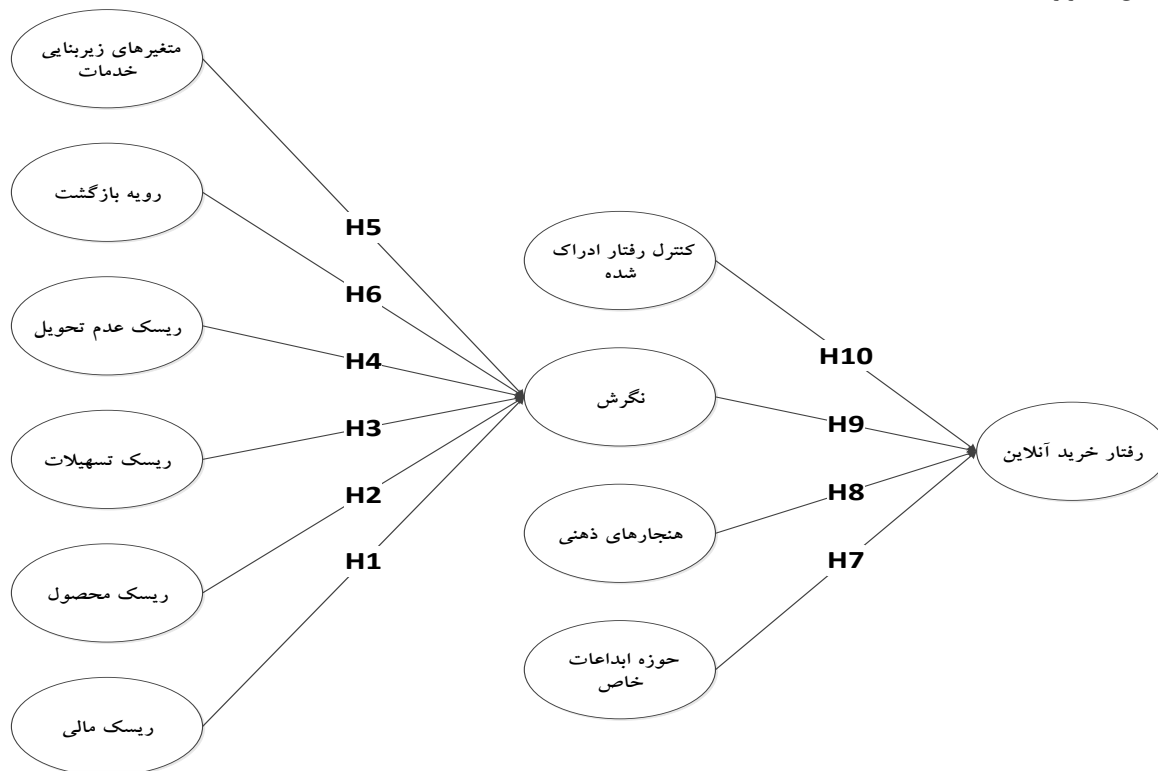 متغیرهای زیربنایی
خدمات
رویه بازگشت
ریسک عدم تحویل
ریسک تسهیلات
ریسک محصول
ریسک مالی
H5
H6
H4
H3
H2
H1
کنترل رفتار ادراک
شده
نگرش
هنجارهای ذهنی
حوزه ابداعات
خاص
H10
H9
H8
H7
رفتار خرید آنلاین